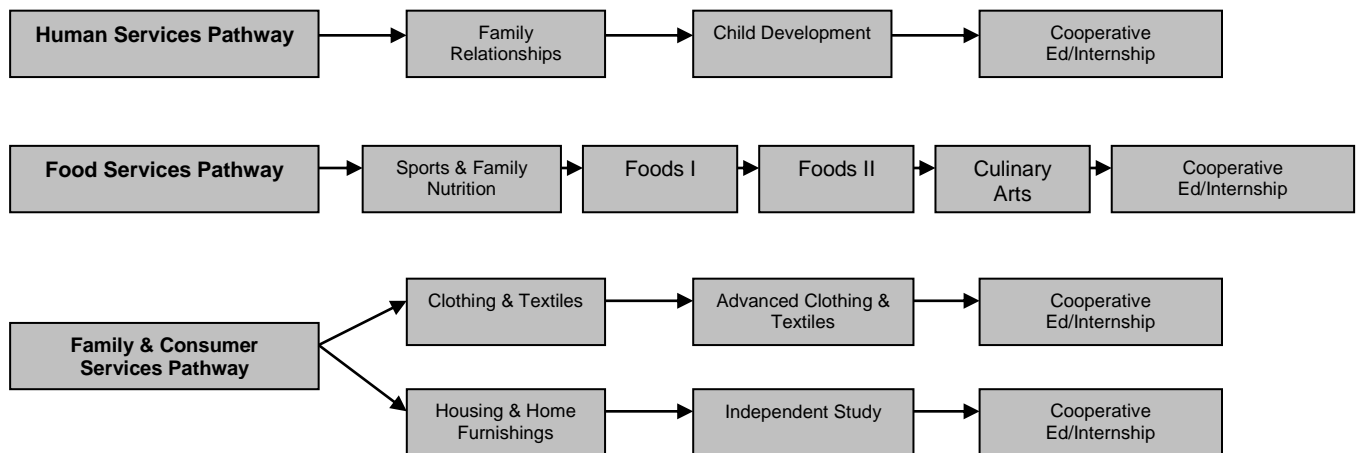 Human Services Pathway
Family
Relationships
Child Development
Cooperative
Ed/Internship
Food Services Pathway
Sports & Family
Nutrition
Foods I
Foods II
Culinary
Arts
Cooperative
Ed/Internship
Family & Consumer
Services Pathway
Clothing & Textiles
Advanced Clothing &
Textiles
Cooperative
Ed/Internship
Housing & Home
Furnishings
Independent Study
Cooperative
Ed/Internship